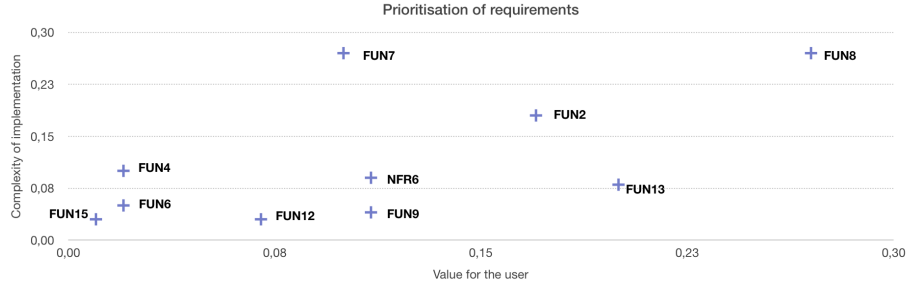 Prioritisation of requirements
Complexity of implementation
0,30
0,23
0,15
0,08
0,00
FUN7
FUN8
FUN2
FUN4
NFR6
FUN13
FUN6
FUN15
FUN12
FUN9
0,00
0,08
0,15
0,23
0,30
Value for the user